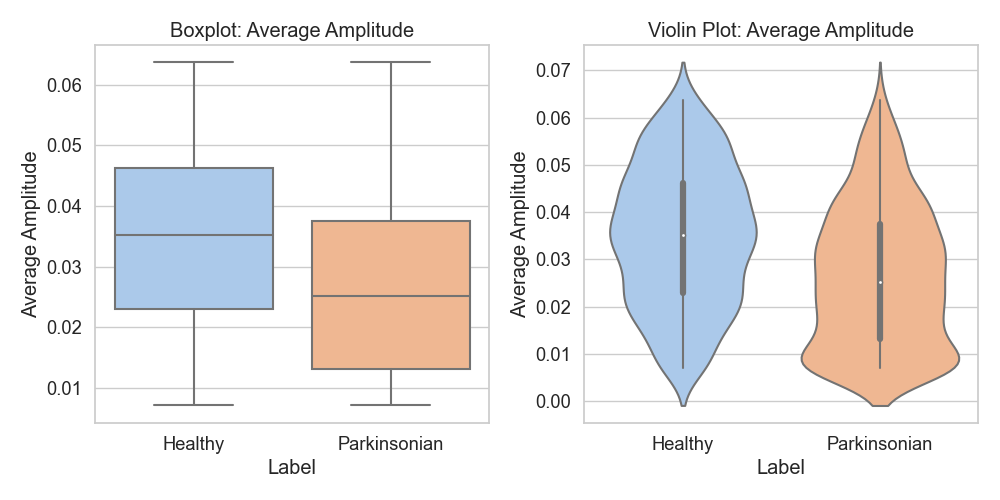 Boxplot: Average Amplitude
Average Amplitude
0.06
0.05
0.04
0.03
0.02
0.01
Healthy
Parkinsonian
Label
Violin Plot: Average Amplitude
Average Amplitude
0.07
0.06
0.05
0.04
0.03
0.02
0.01
0.00
Healthy
Parkinsonian
Label